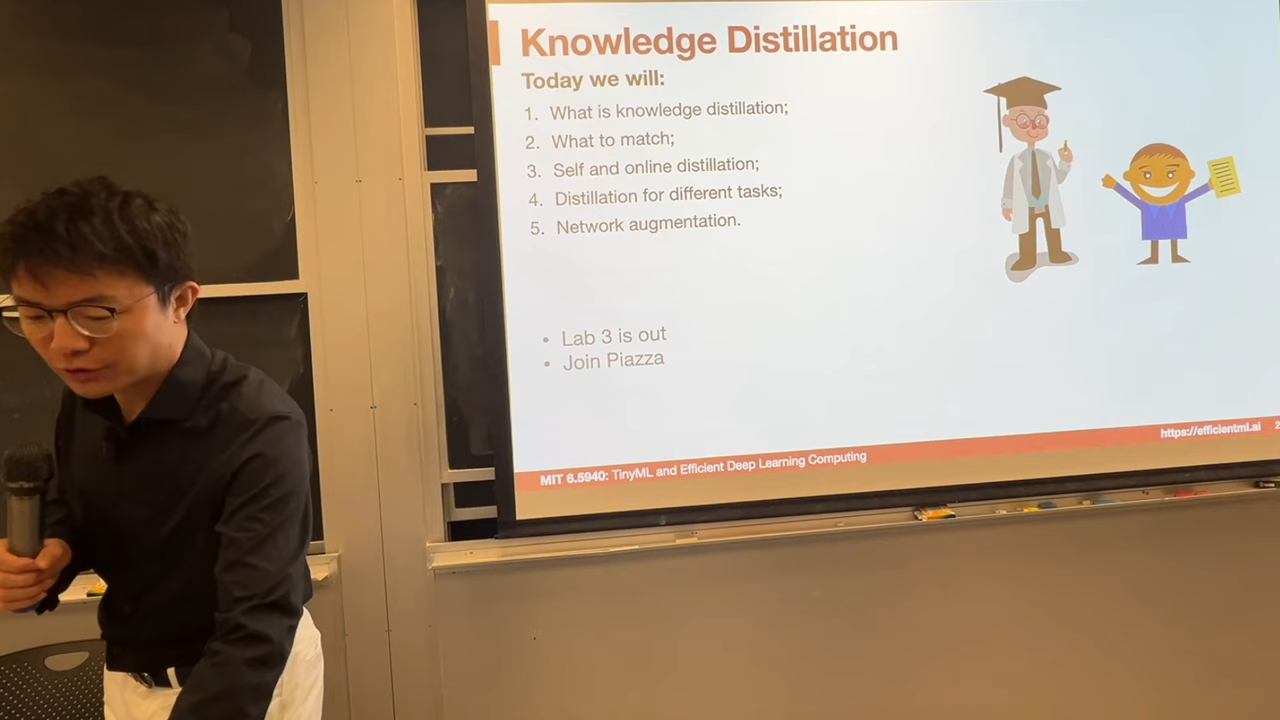 Knowledge Distillation
Today we will:
1. What is knowledge distillation;
2. What to match;
3. Self and online distillation;
4. Distillation for different tasks;
5. Network augmentation.
• Lab 3 is out
• Join Piazza
MIT 6.5940: TinyML and Efficient Deep Learning Computing
https://efficientml.ai
2